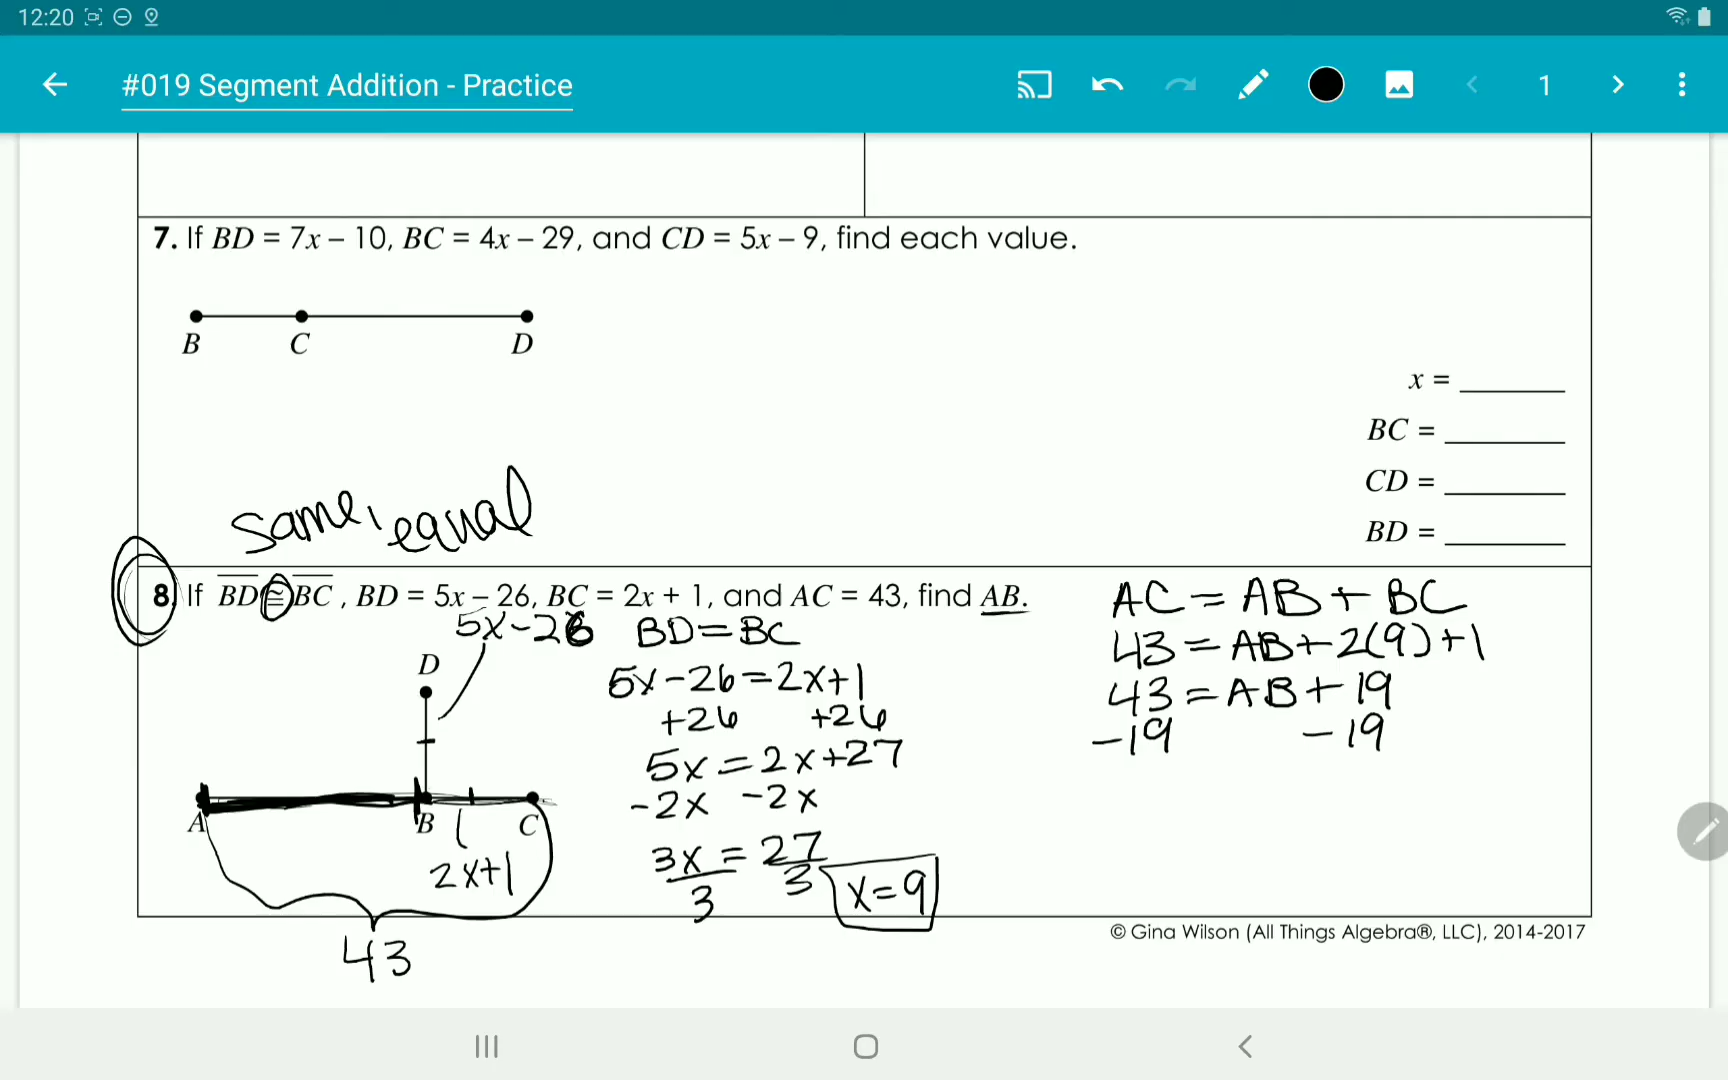 12:20
#019 Segment Addition - Practice
1
7. If BD = 7x – 10, BC = 4x – 29, and CD = 5x – 9, find each value.
B C D
x = ______
BC = ______
CD = ______
BD = ______
same, equal
8. If BD ≅ BC, BD = 5x – 26, BC = 2x + 1, and AC = 43, find AB.
5x-26
D
A B C
2x+1
43
BD=BC
5x-26=2x+1
+26 +26
5x=2x+27
-2x -2x
3x=27
3 3
x=9
AC=AB+BC
43=AB+2(9)+1
43=AB+19
-19 -19
© Gina Wilson (All Things Algebra®, LLC), 2014-2017